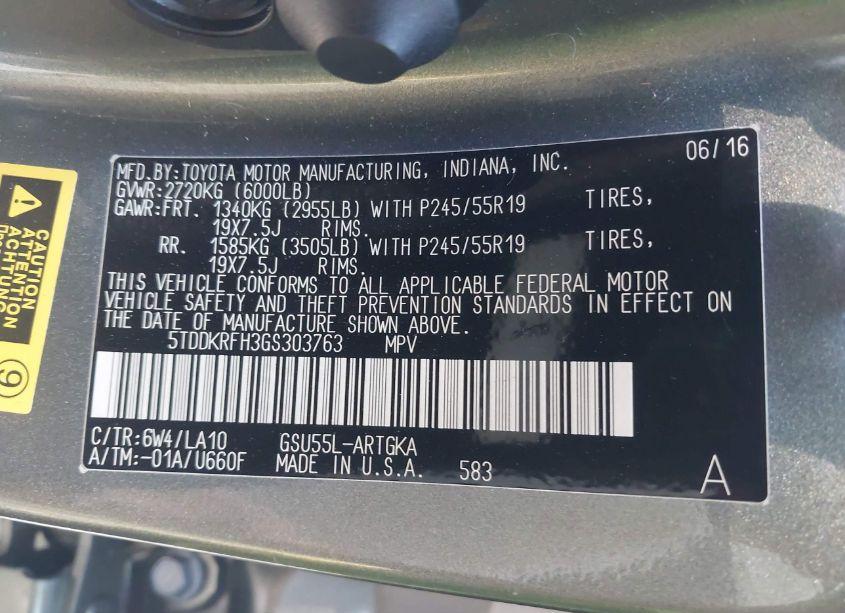 MFD.BY:TOYOTA MOTOR MANUFACTURING, INDIANA, INC. 06/16
GVWR:2720KG (6000LB)
GAWR:FRT. 1340KG (2955LB) WITH P245/55R19 TIRES,
19X7.5J RIMS.
RR. 1585KG (3505LB) WITH P245/55R19 TIRES,
19X7.5J RIMS.
THIS VEHICLE CONFORMS TO ALL APPLICABLE FEDERAL MOTOR
VEHICLE SAFETY AND THEFT PREVENTION STANDARDS IN EFFECT ON
THE DATE OF MANUFACTURE SHOWN ABOVE.
5TDDKRFH3GS303763 MPV
C/TR:6W4/LA10 GSU55L-ARTGKA
A/TM:-01A/U660F MADE IN U.S.A. 583 A
CAUTION
ATTENTION
ACHTUNG
9